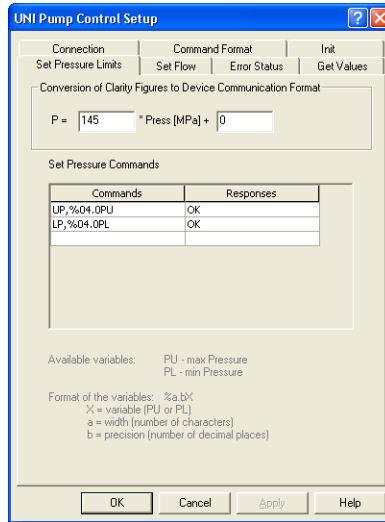 UNI Pump Control Setup
Connection Command Format Init
Set Pressure Limits Set Flow Error Status Get Values
Conversion of Clarity Figures to Device Communication Format
P = 145 * Press [MPa] + 0
Set Pressure Commands
Commands Responses
UP,%04.0PU OK
LP,%04.0PL OK
Available variables: PU - max Pressure
PL - min Pressure
Format of the variables: %a.bX
X = variable (PU or PL)
a = width (number of characters)
b = precision (number of decimal places)
OK Cancel Apply Help